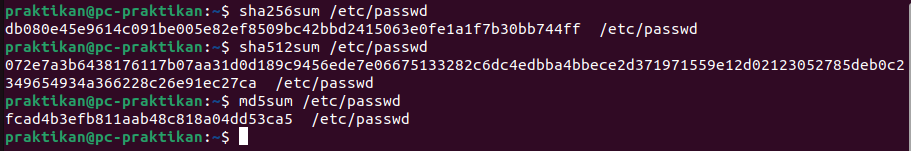 praktikan@pc-praktikan:~$ sha256sum /etc/passwd
db080e45e9614c091be005e82ef8509bc42bbd2415063e0fe1a1f7b30bb744ff  /etc/passwd
praktikan@pc-praktikan:~$ sha512sum /etc/passwd
072e7a3b6438176117b07aa31d0d189c9456ede7e06675133282c6dc4edbba4bbece2d371971559e12d02123052785deb0c2
349654934a366228c26e91ec27ca  /etc/passwd
praktikan@pc-praktikan:~$ md5sum /etc/passwd
fcad4b3efb811aab48c818a04dd53ca5  /etc/passwd
praktikan@pc-praktikan:~$